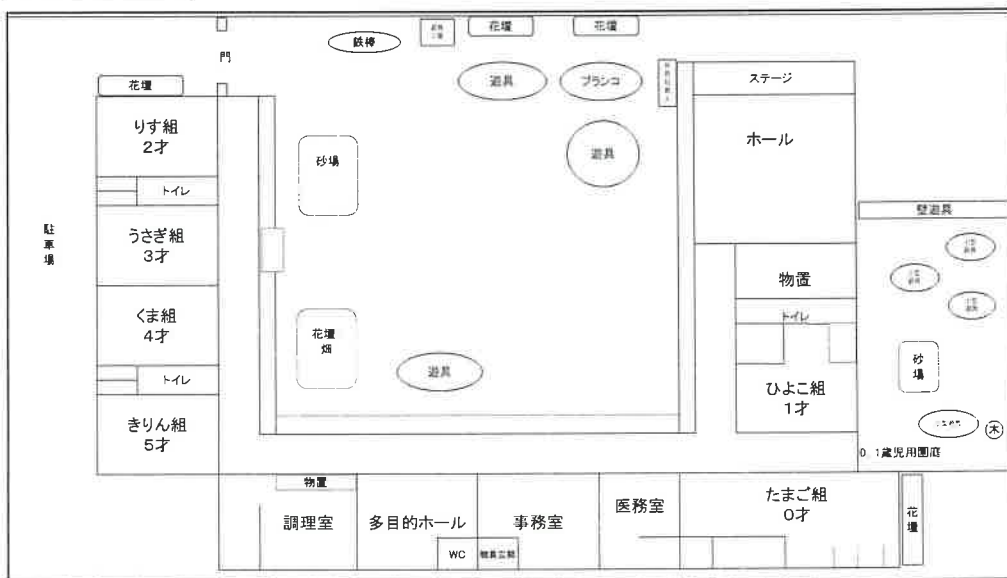 門
鉄棒
花壇
花壇
遊具
ブランコ
遊具
ステージ
ホール
花壇
りす組
2才
トイレ
うさぎ組
3才
くま組
4才
トイレ
きりん組
5才
駐車場
砂場
花壇
畑
遊具
物置
トイレ
ひよこ組
1才
壁遊具
砂場
木
0、1歳児用園庭
物置
調理室
多目的ホール
WC
事務室
医務室
たまご組
0才
花壇